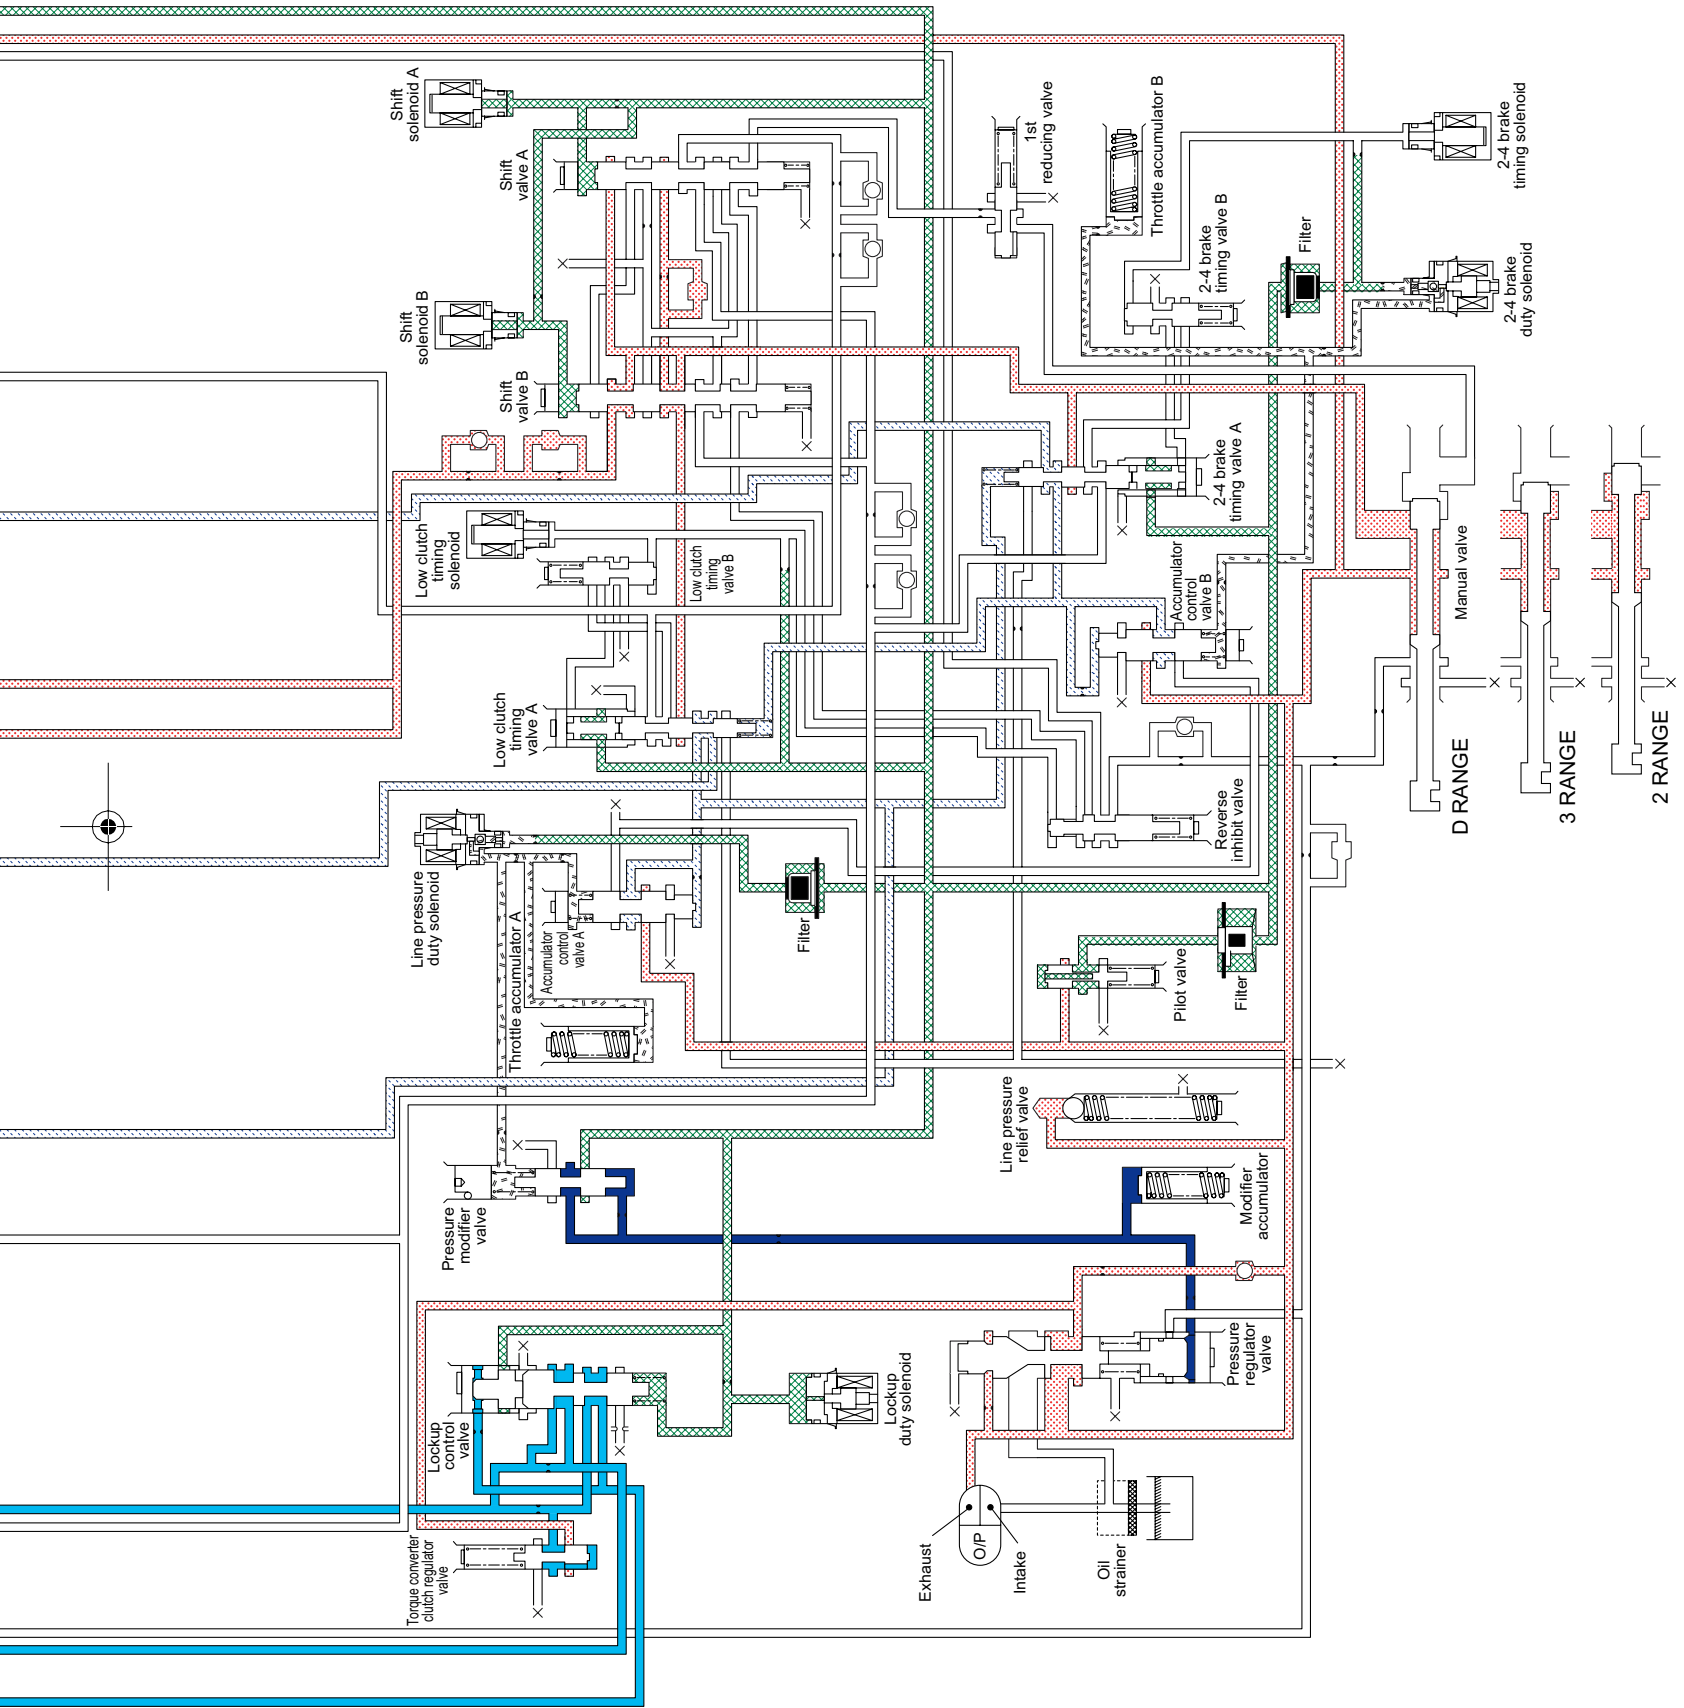 Shift
solenoid A
Shift
valve A
Shift
solenoid B
Shift
valve B
1st
reducing valve
Throttle accumulator B
2-4 brake
timing valve B
Filter
2-4 brake
timing solenoid
2-4 brake
duty solenoid
Low clutch
timing
solenoid
Low clutch
timing
valve B
Low clutch
timing
valve A
2-4 brake
timing valve A
Accumulator
control
valve B
Manual valve
D RANGE
3 RANGE
2 RANGE
Reverse
inhibit valve
Line pressure
duty solenoid
Throttle accumulator A
Accumulator
control
valve A
Filter
Pilot valve
Filter
Line pressure
relief valve
Pressure
modifier
valve
Modifier
accumulator
Lockup
control
valve
Lockup
duty solenoid
Pressure
regulator
valve
Torque converter
clutch regulator
valve
Exhaust
O/P
Intake
Oil
strainer